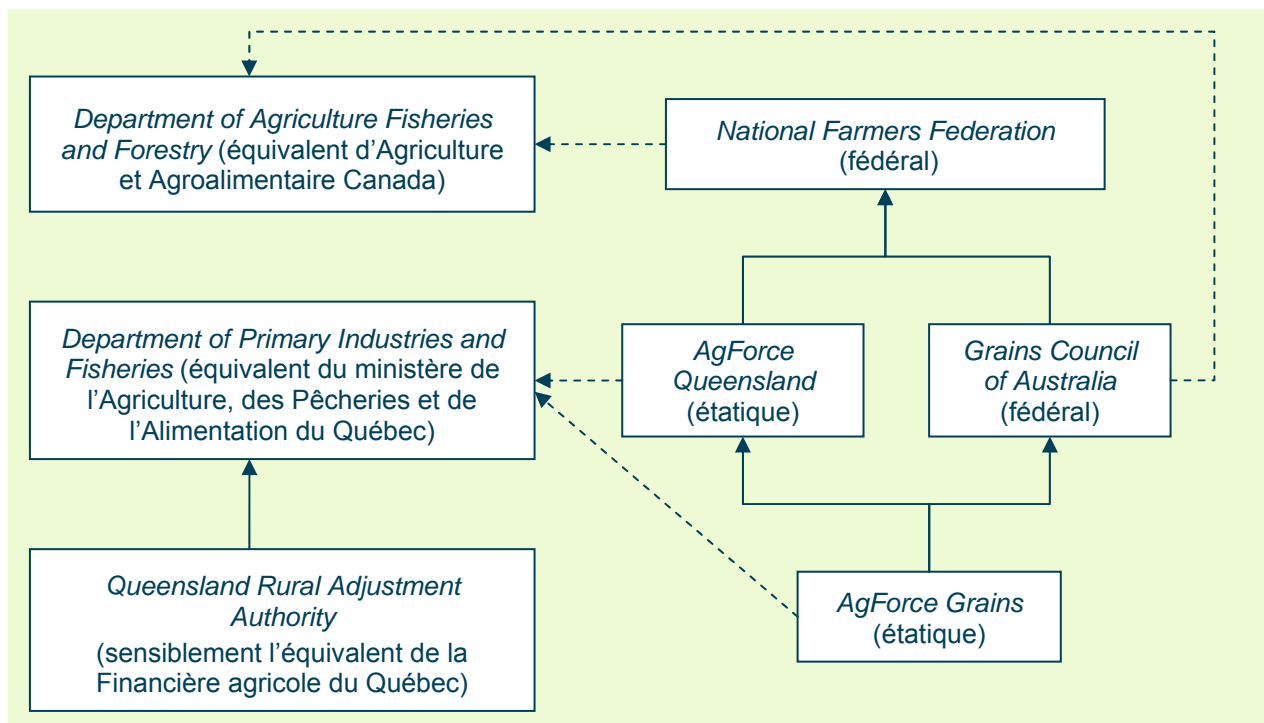 Department of Agriculture Fisheries
and Forestry (équivalent d’Agriculture
et Agroalimentaire Canada)
National Farmers Federation
(fédéral)
Department of Primary Industries and
Fisheries (équivalent du ministère de
l’Agriculture, des Pêcheries et de
l’Alimentation du Québec)
AgForce
Queensland
(étatique)
Grains Council
of Australia
(fédéral)
Queensland Rural Adjustment
Authority
(sensiblement l’équivalent de la
Financière agricole du Québec)
AgForce Grains
(étatique)